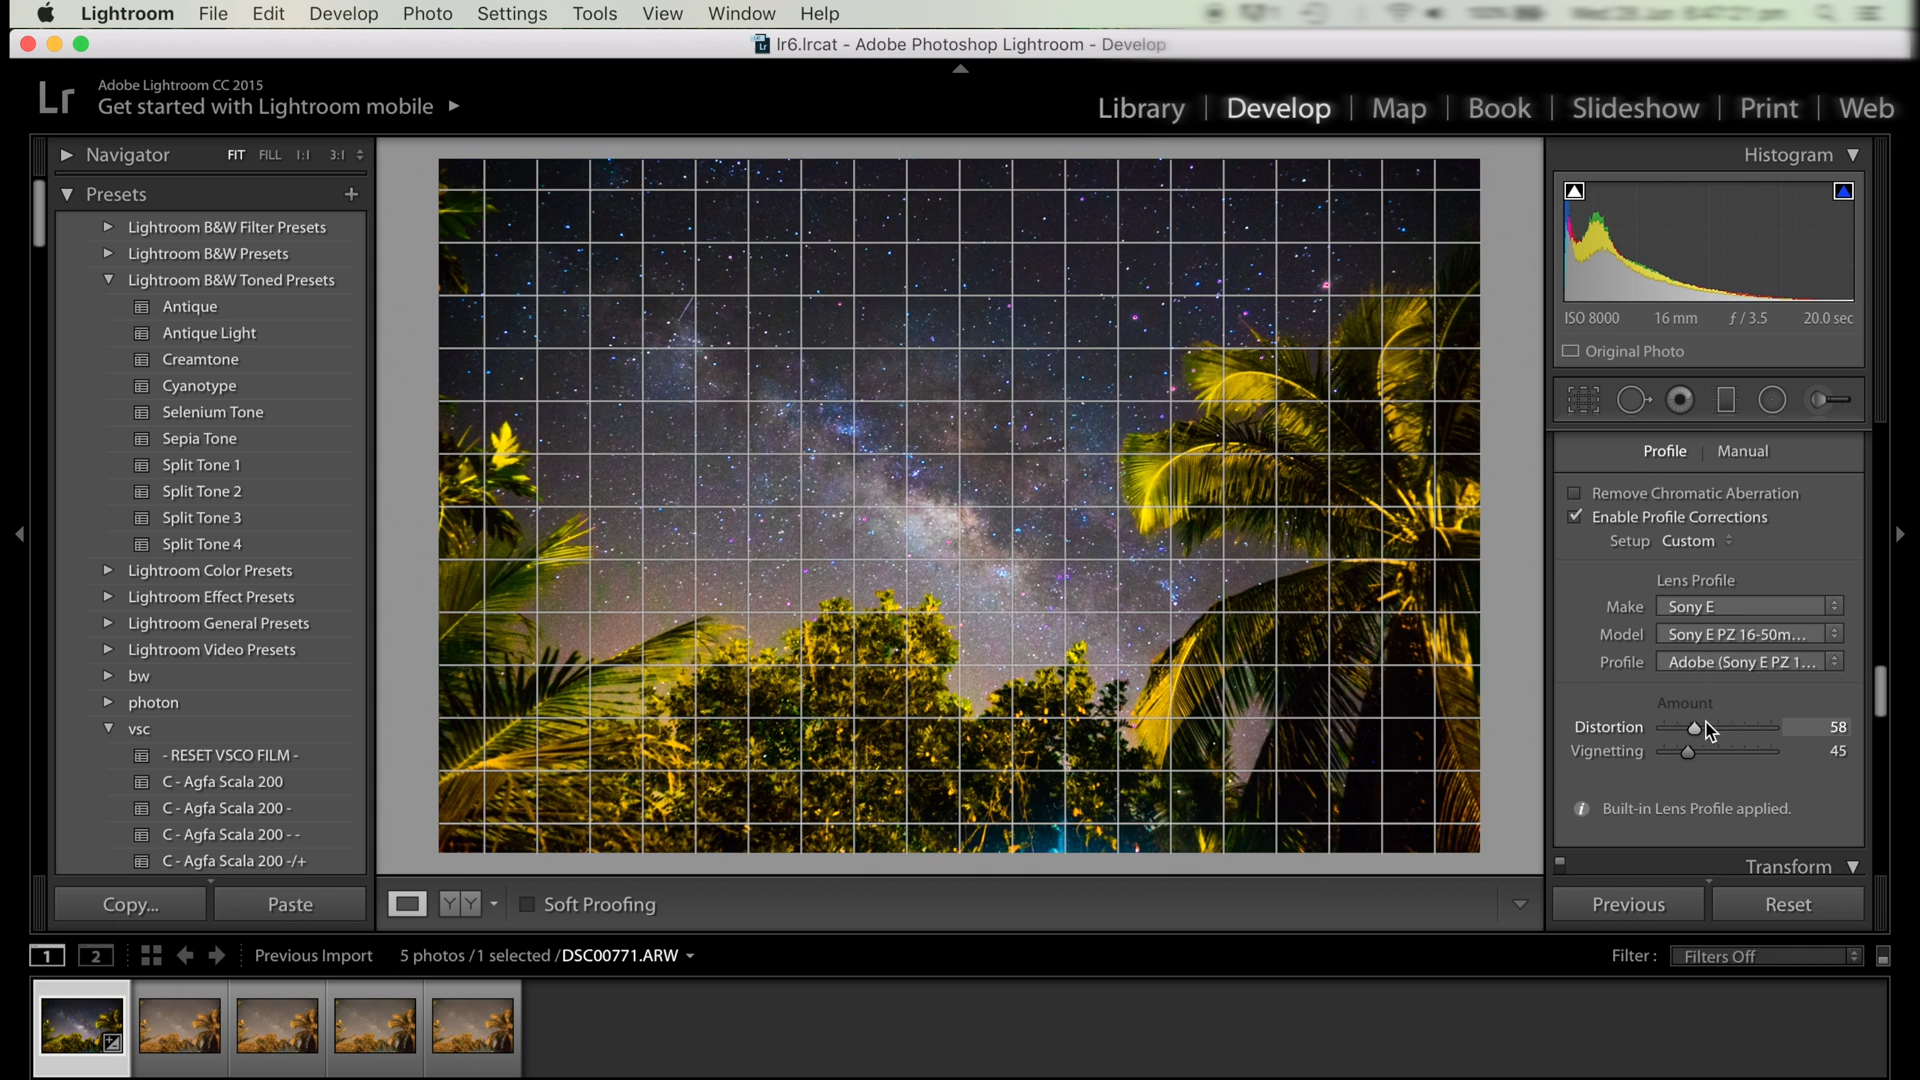 Lightroom File Edit Develop Photo Settings Tools View Window Help
lr6.lrcat - Adobe Photoshop Lightroom - Develop
Lr
Adobe Lightroom CC 2015
Get started with Lightroom mobile
Library | Develop | Map | Book | Slideshow | Print | Web
Navigator FIT FILL 1:1 3:1
Presets +
Lightroom B&W Filter Presets
Lightroom B&W Presets
Lightroom B&W Toned Presets
Antique
Antique Light
Creamtone
Cyanotype
Selenium Tone
Sepia Tone
Split Tone 1
Split Tone 2
Split Tone 3
Split Tone 4
Lightroom Color Presets
Lightroom Effect Presets
Lightroom General Presets
Lightroom Video Presets
bw
photon
vsc
- RESET VSCO FILM -
C - Agfa Scala 200
C - Agfa Scala 200 -
C - Agfa Scala 200 - -
C - Agfa Scala 200 -/+
Copy... Paste
YY Soft Proofing
Histogram
ISO 8000 16 mm ƒ / 3.5 20.0 sec
Original Photo
Profile | Manual
Remove Chromatic Aberration
Enable Profile Corrections
Setup Custom
Lens Profile
Make Sony E
Model Sony E PZ 16-50m...
Profile Adobe (Sony E PZ 1...
Amount
Distortion 58
Vignetting 45
i Built-in Lens Profile applied.
Transform
Previous Reset
1 2 Previous Import 5 photos / 1 selected / DSC00771.ARW
Filter : Filters Off